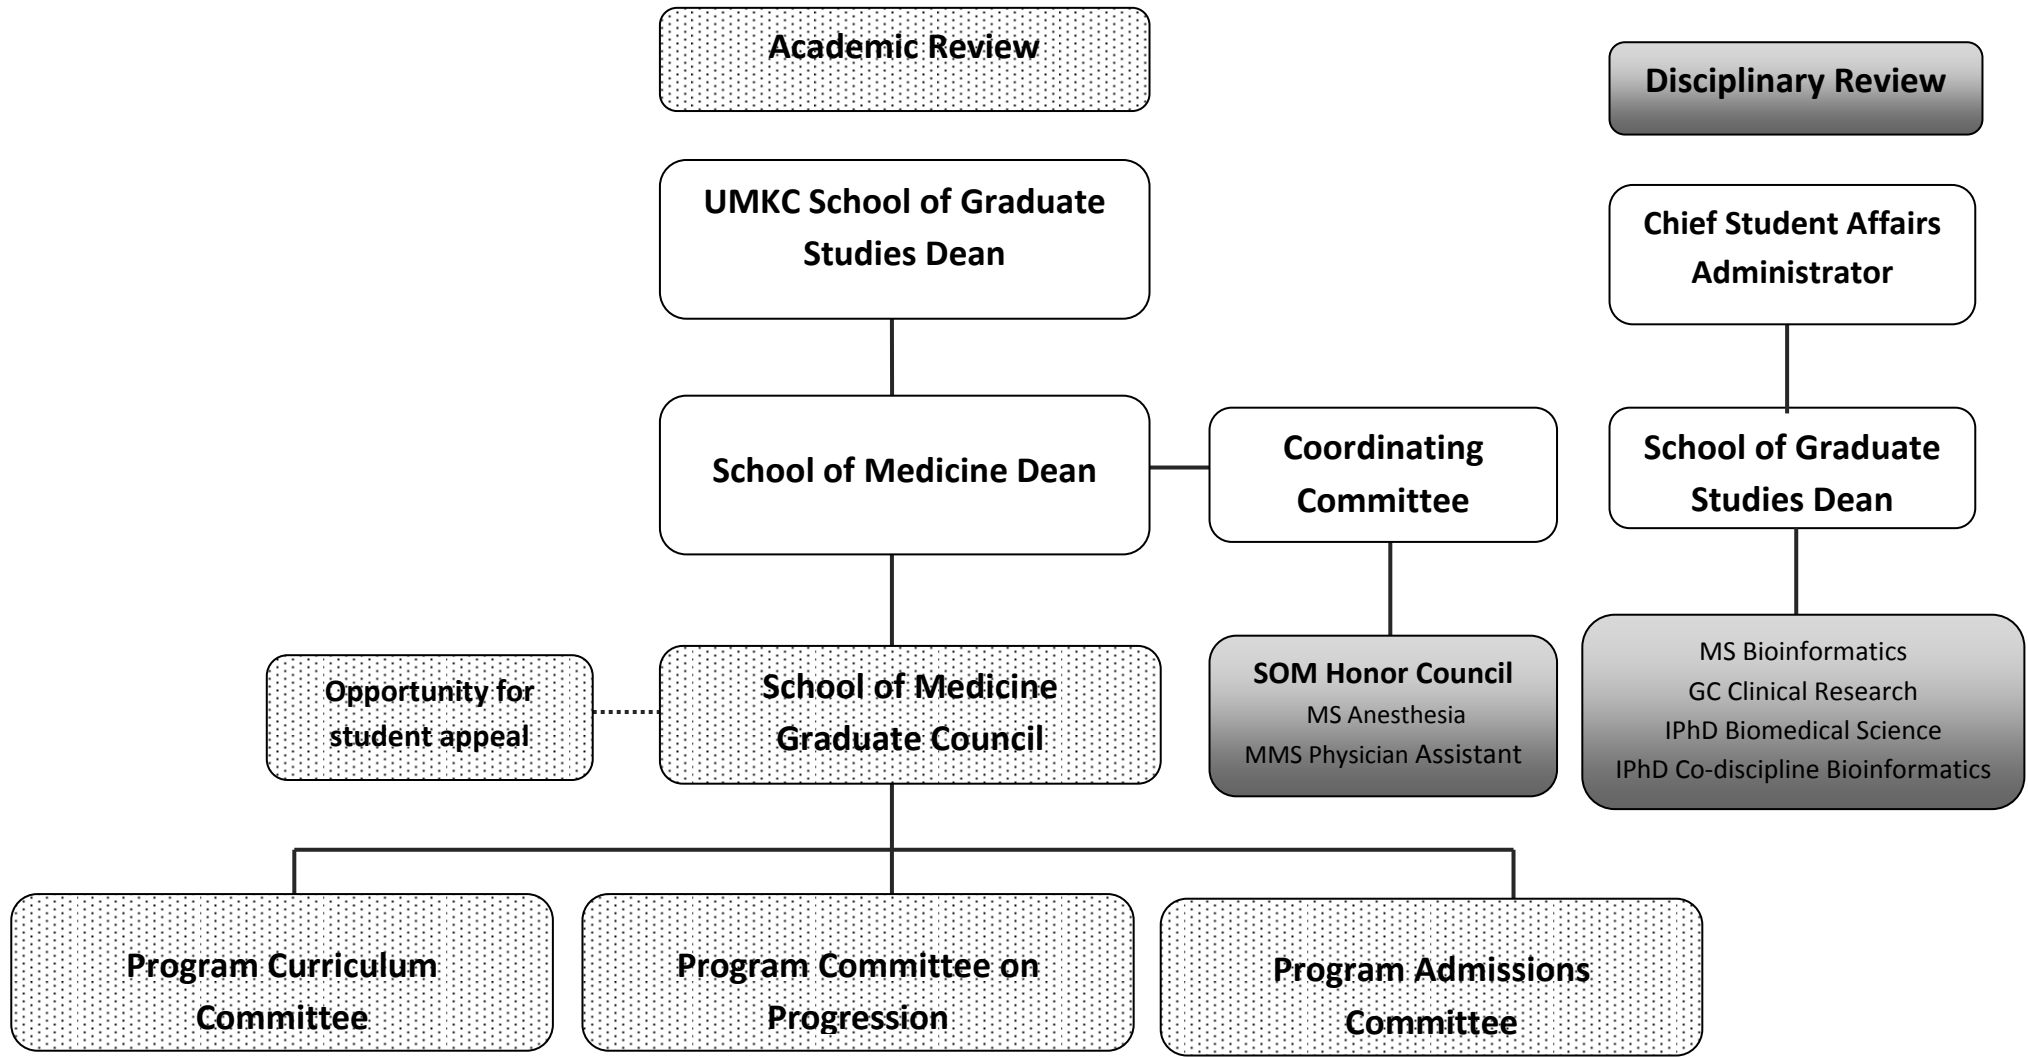 Academic Review
Disciplinary Review
UMKC School of Graduate
Studies Dean
Chief Student Affairs
Administrator
School of Medicine Dean
Coordinating
Committee
School of Graduate
Studies Dean
Opportunity for
student appeal
School of Medicine
Graduate Council
SOM Honor Council
MS Anesthesia
MMS Physician Assistant
MS Bioinformatics
GC Clinical Research
IPhD Biomedical Science
IPhD Co-discipline Bioinformatics
Program Curriculum
Committee
Program Committee on
Progression
Program Admissions
Committee